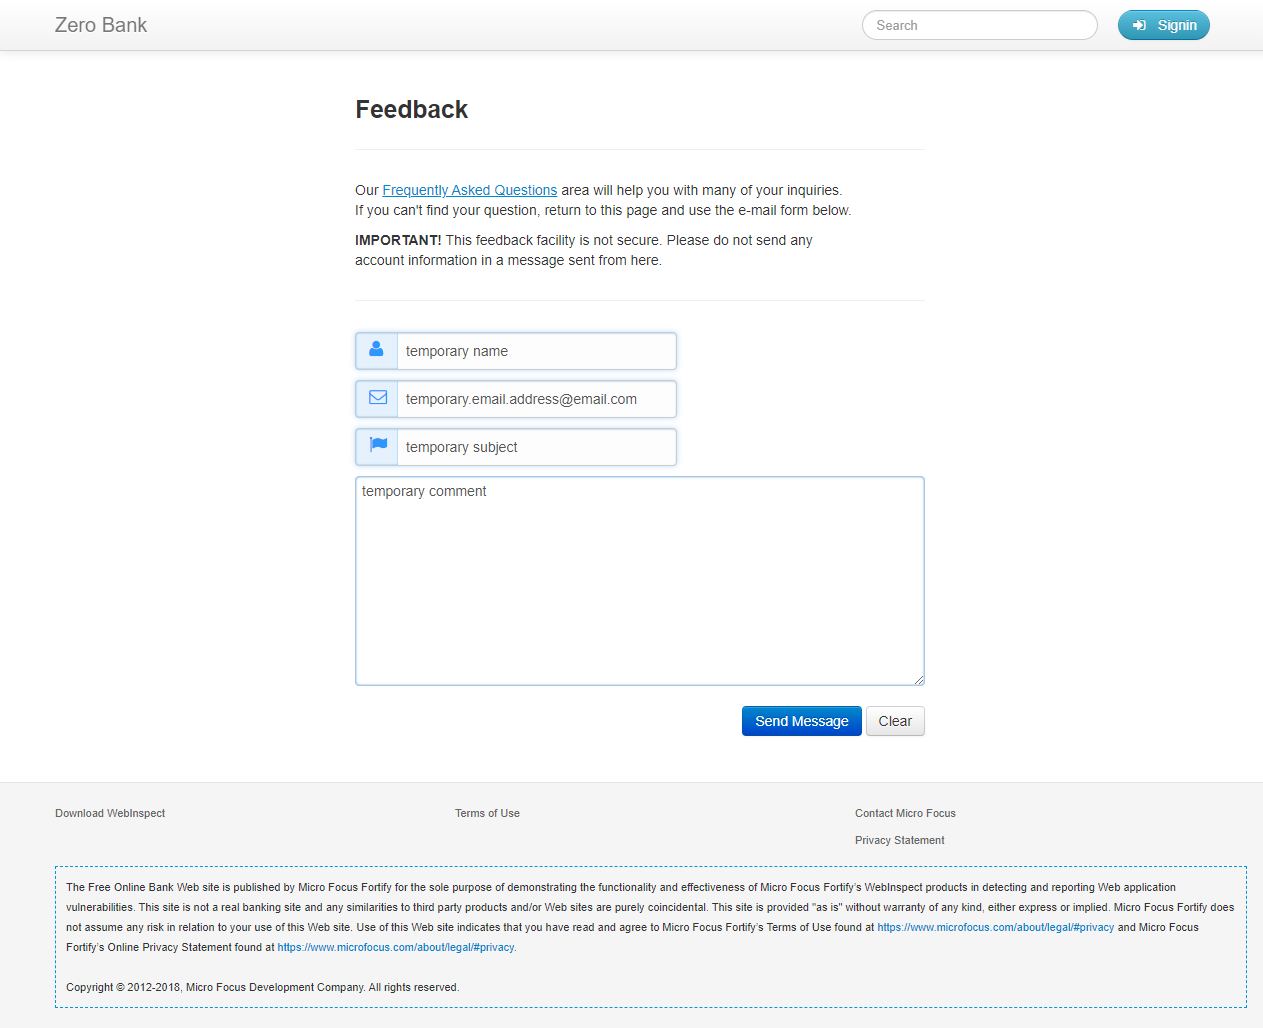 Zero Bank
Search
Signin
Feedback
Our Frequently Asked Questions area will help you with many of your inquiries.
If you can't find your question, return to this page and use the e-mail form below.
IMPORTANT! This feedback facility is not secure. Please do not send any
account information in a message sent from here.
temporary name
temporary.email.address@email.com
temporary subject
temporary comment
Send Message
Clear
Download WebInspect
Terms of Use
Contact Micro Focus
Privacy Statement
The Free Online Bank Web site is published by Micro Focus Fortify for the sole purpose of demonstrating the functionality and effectiveness of Micro Focus Fortify's WebInspect products in detecting and reporting Web application
vulnerabilities. This site is not a real banking site and any similarities to third party products and/or Web sites are purely coincidental. This site is provided "as is" without warranty of any kind, either express or implied. Micro Focus Fortify does
not assume any risk in relation to your use of this Web site. Use of this Web site indicates that you have read and agree to Micro Focus Fortify's Terms of Use found at https://www.microfocus.com/about/legal/#privacy and Micro Focus
Fortify's Online Privacy Statement found at https://www.microfocus.com/about/legal/#privacy.
Copyright © 2012-2018, Micro Focus Development Company. All rights reserved.